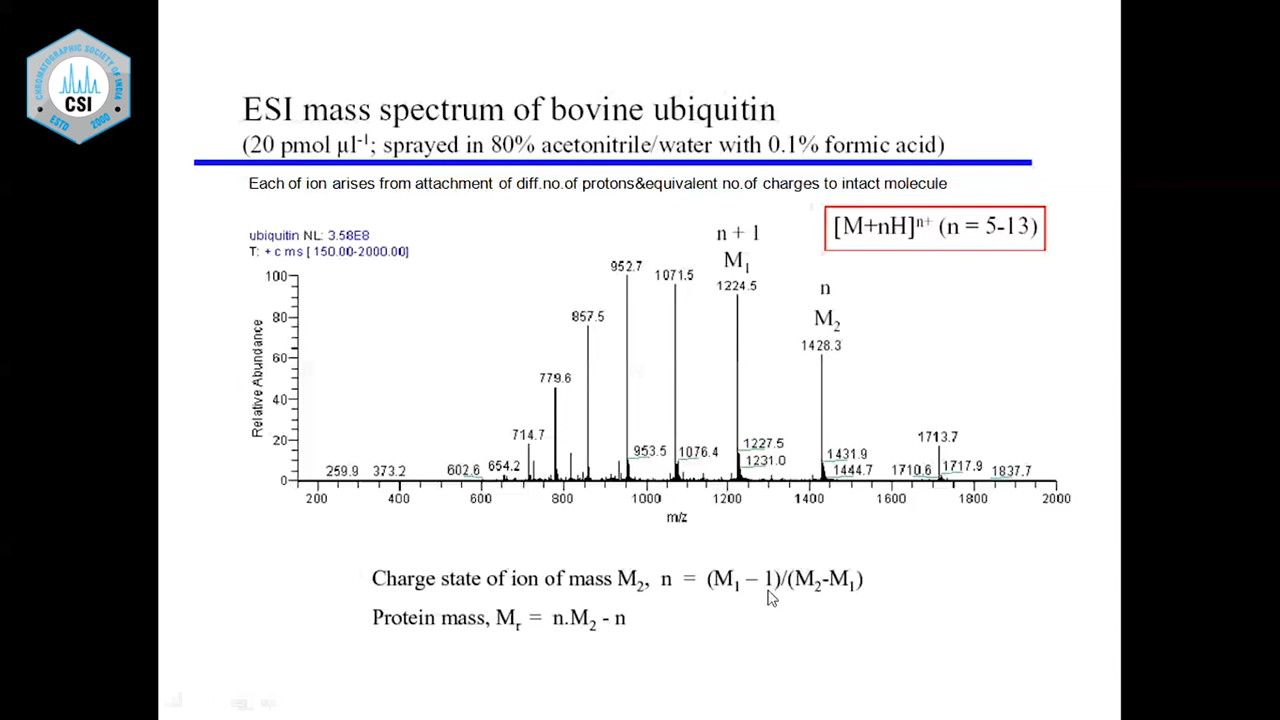 CHROMATOGRAPHIC SOCIETY OF INDIA
CSI
ESTD 2000
ESI mass spectrum of bovine ubiquitin
(20 pmol µl⁻¹; sprayed in 80% acetonitrile/water with 0.1% formic acid)
Each of ion arises from attachment of diff.no.of protons&equivalent no.of charges to intact molecule
[M+nH]ⁿ⁺ (n = 5-13)
ubiquitin NL: 3.58E8
T: + c ms [ 150.00-2000.00]
n + 1
M₁
n
M₂
952.7
1071.5
1224.5
857.5
1428.3
779.6
714.7
1713.7
953.5
1076.4
1227.5
1231.0
1431.9
1444.7
1710.6
1717.9
1837.7
259.9
373.2
602.6
654.2
100
80
60
40
20
0
Relative Abundance
200 400 600 800 1000 1200 1400 1600 1800 2000
m/z
Charge state of ion of mass M₂, n = (M₁ – 1)/(M₂-M₁)
Protein mass, Mᵣ = n.M₂ - n